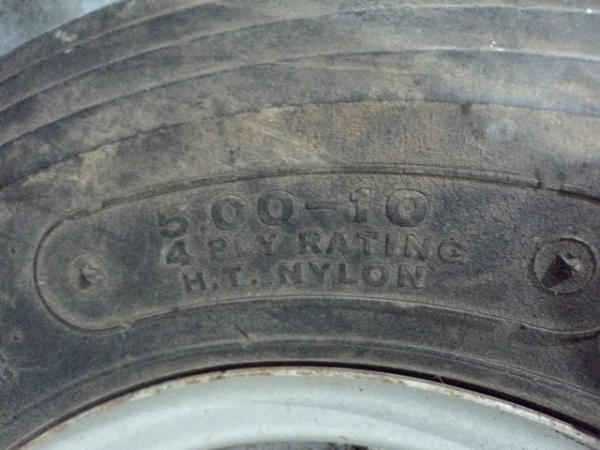 5.00-10
4 PLY RATING
H.T. NYLON